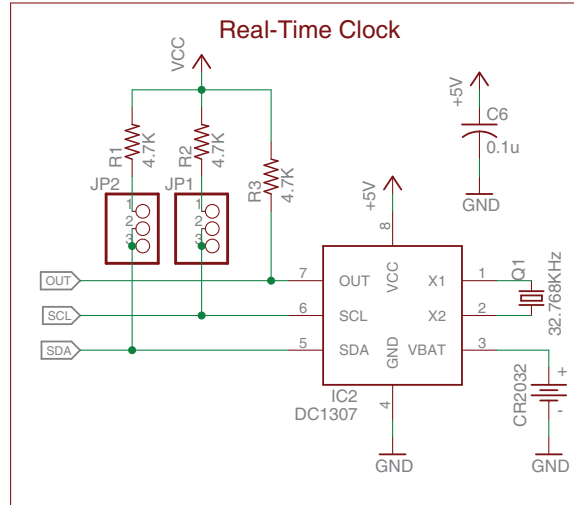 Real-Time Clock
VCC
+5V
C6
0.1u
GND
R1
4.7K
R2
4.7K
R3
4.7K
JP2
1
2
3
JP1
1
2
3
+5V
8
OUT
7
OUT
VCC
X1
1
Q1
32.768KHz
SCL
6
SCL
X2
2
SDA
5
SDA
GND
VBAT
3
IC2
DC1307
4
GND
CR2032
+
-
GND